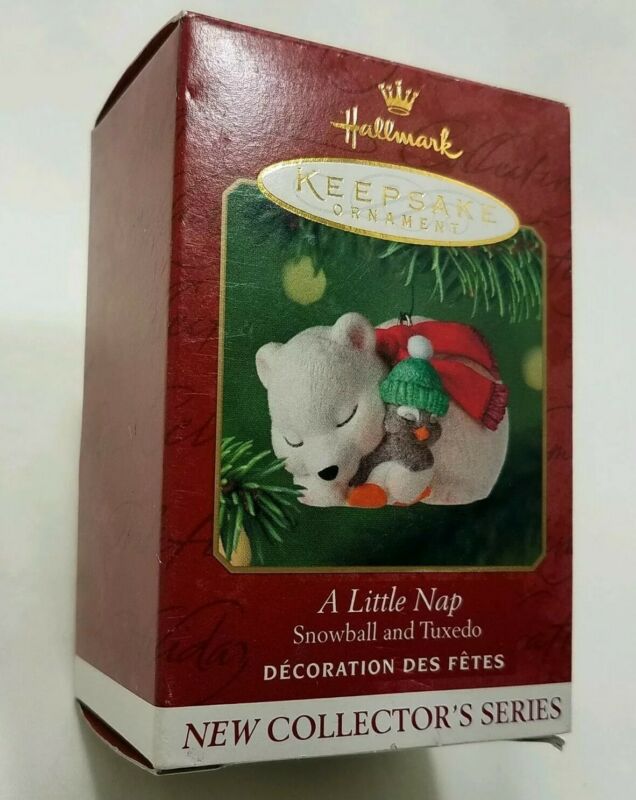 Hallmark
KEEPSAKE
ORNAMENT
A Little Nap
Snowball and Tuxedo
DÉCORATION DES FÊTES
NEW COLLECTOR'S SERIES